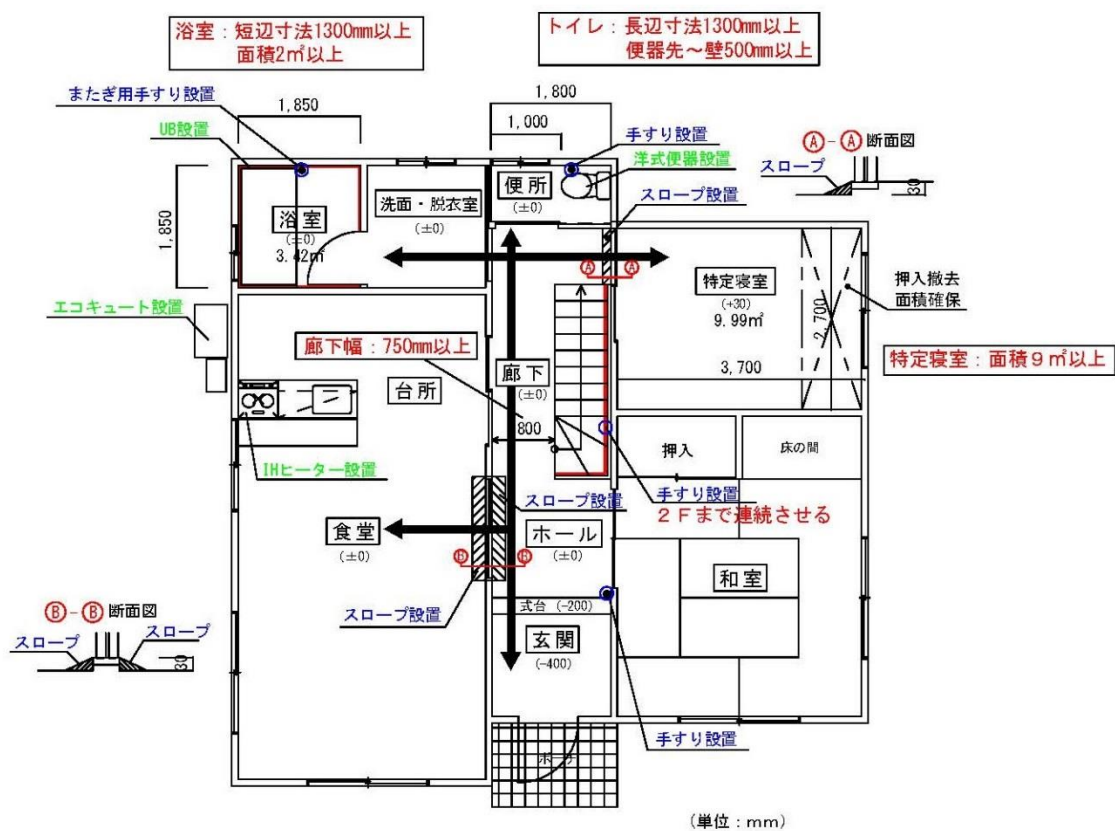 浴室：短辺寸法1300mm以上
面積2㎡以上
トイレ：長辺寸法1300mm以上
便器先～壁500mm以上
またぎ用手すり設置
1,850
1,800
1,000
UB設置
手すり設置
洋式便器設置
スロープ設置
Ⓐ-Ⓐ 断面図
スロープ
30
便所
(±0)
洗面・脱衣室
(±0)
浴室
(±0)
3.42㎡
1,850
Ⓐ Ⓐ
特定寝室
(+30)
9.99㎡
2,700
3,700
押入撤去
面積確保
エコキュート設置
廊下幅：750mm以上
特定寝室：面積９㎡以上
廊下
(±0)
台所
800
押入
床の間
IHヒーター設置
スロープ設置
手すり設置
２Ｆまで連続させる
食堂
(±0)
ホール
(±0)
Ⓑ Ⓑ
和室
Ⓑ-Ⓑ 断面図
スロープ
スロープ
30
スロープ設置
式台 (-200)
玄関
(-400)
手すり設置
ポーチ
(単位：mm)